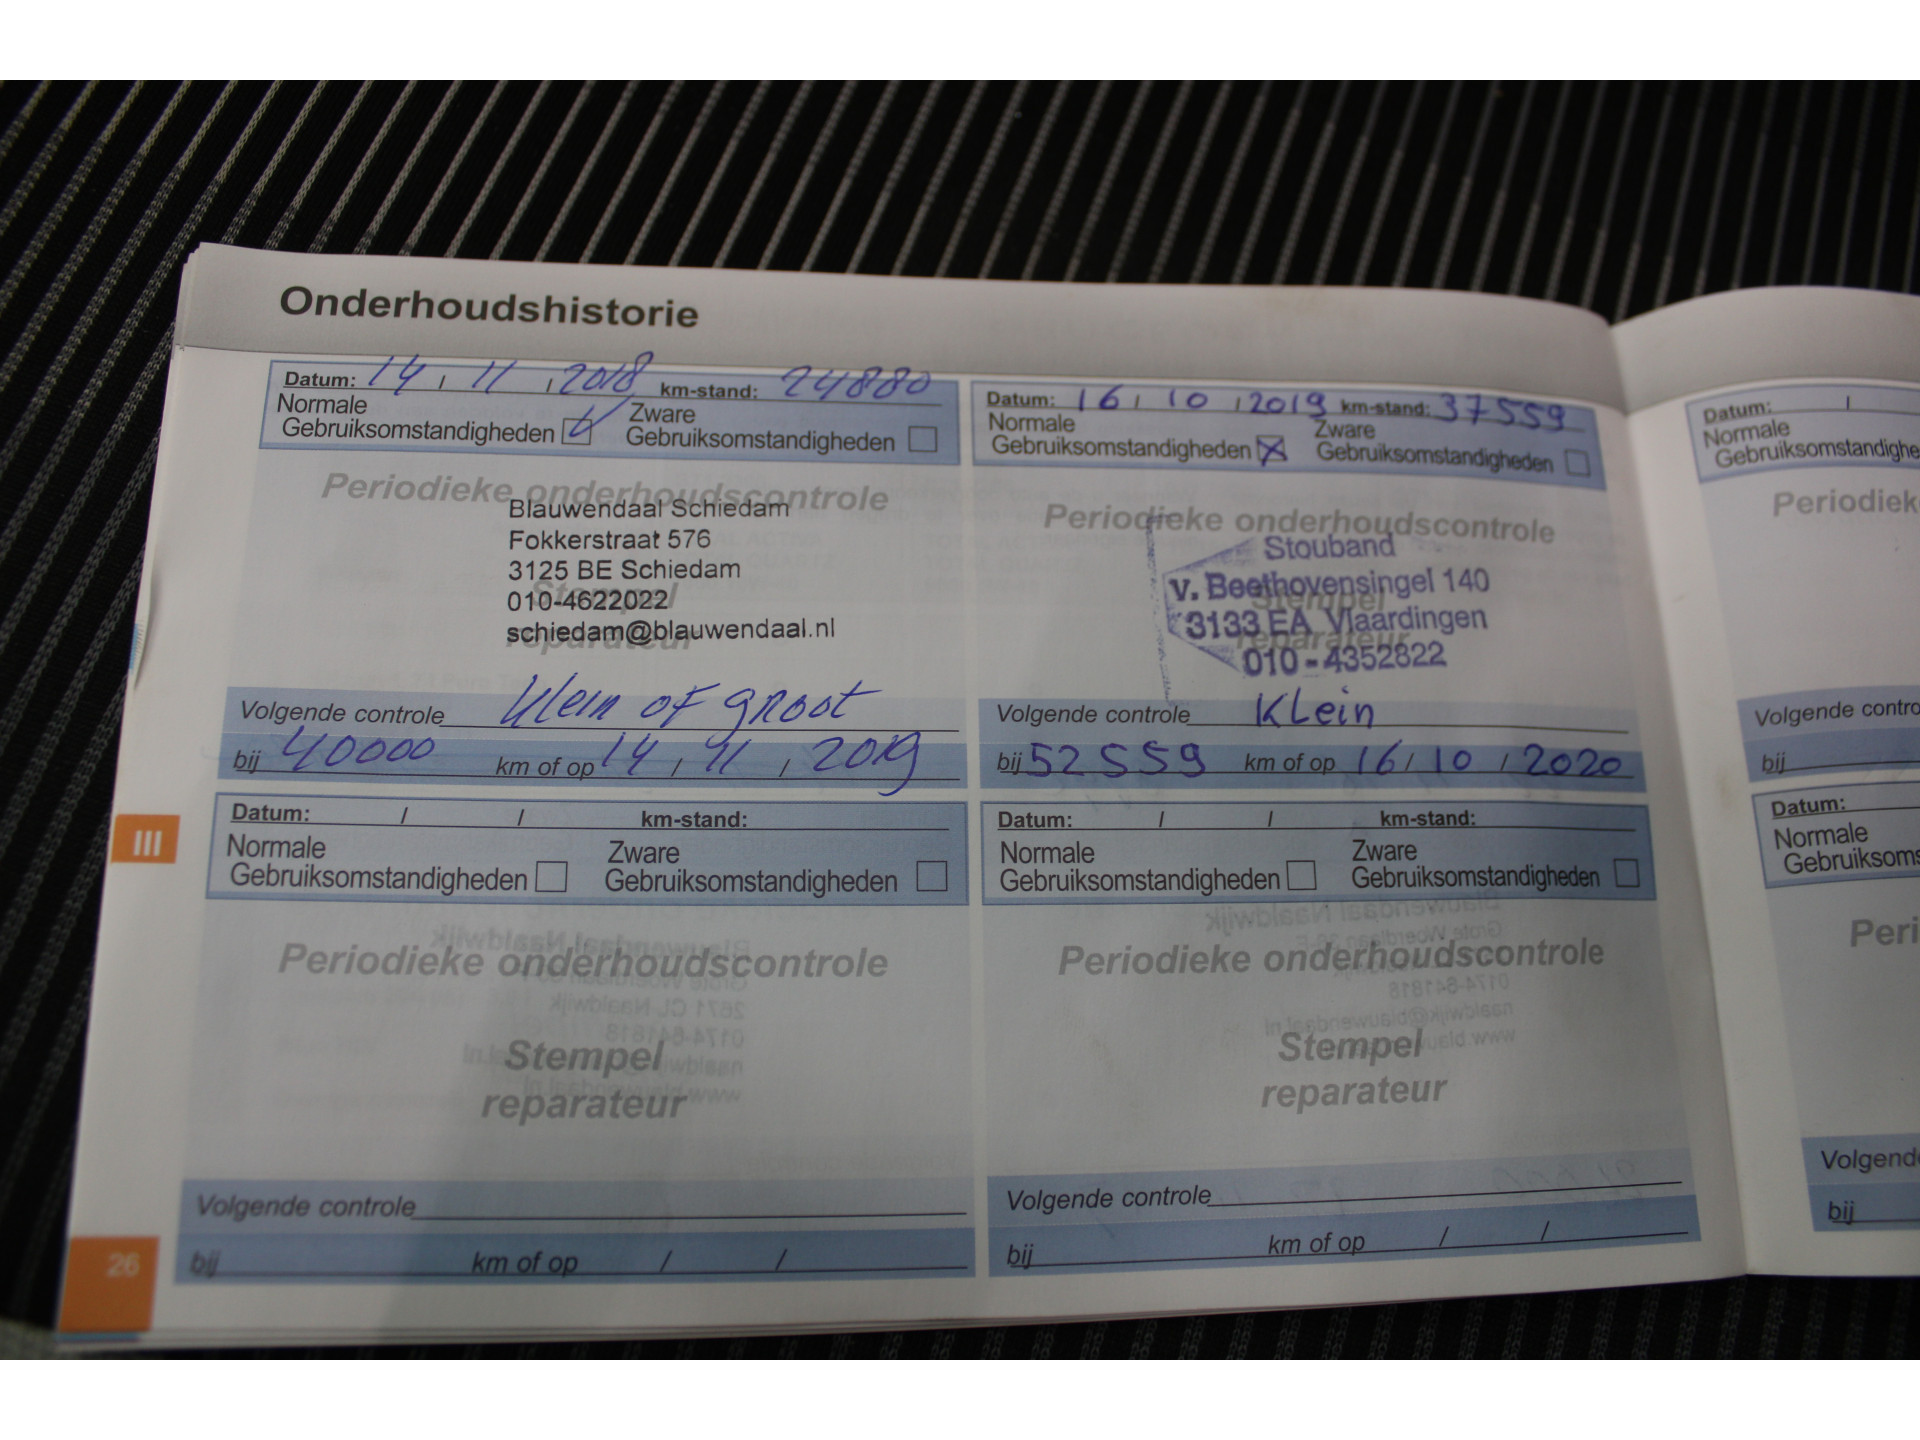 Onderhoudshistorie
Datum: 14 / 11 / 2018 km-stand: 24880
Normale Gebruiksomstandigheden Zware Gebruiksomstandigheden
Periodieke onderhoudscontrole
Stempel reparateur
Blauwendaal Schiedam
Fokkerstraat 576
3125 BE Schiedam
010-4622022
schiedam@blauwendaal.nl
Volgende controle Klein of groot
bij 40000 km of op 14 / 11 / 2019
Datum: 16 / 10 / 2019 km-stand: 37559
Normale Gebruiksomstandigheden Zware Gebruiksomstandigheden
Periodieke onderhoudscontrole
Stempel reparateur
Stouband
v. Beethovensingel 140
3133 EA Vlaardingen
010-4352822
Volgende controle Klein
bij 52559 km of op 16 / 10 / 2020
Datum: / / km-stand:
Normale Gebruiksomstandigheden Zware Gebruiksomstandigheden
Periodieke onderhoudscontrole
Stempel
reparateur
Volgende controle
bij km of op / /
Datum: / / km-stand:
Normale Gebruiksomstandigheden Zware Gebruiksomstandigheden
Periodieke onderhoudscontrole
Stempel
reparateur
Volgende controle
bij km of op / /
III
26
Datum: /
Normale
Gebruiksomstandighe
Periodiek
Volgende contro
bij
Datum:
Normale
Gebruiksoms
Peri
Volgend
bij